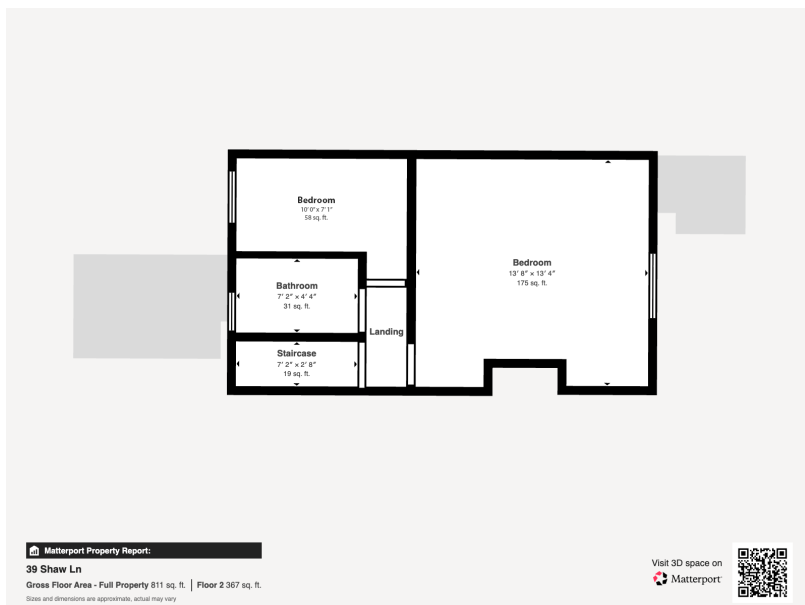 Bedroom
10' 0" x 7' 1"
58 sq. ft.
Bedroom
13' 8" × 13' 4"
175 sq. ft.
Bathroom
7' 2" × 4' 4"
31 sq. ft.
Landing
Staircase
7' 2" × 2' 8"
19 sq. ft.
Matterport Property Report:
39 Shaw Ln
Gross Floor Area - Full Property 811 sq. ft. | Floor 2 367 sq. ft.
Sizes and dimensions are approximate, actual may vary
Visit 3D space on
Matterport